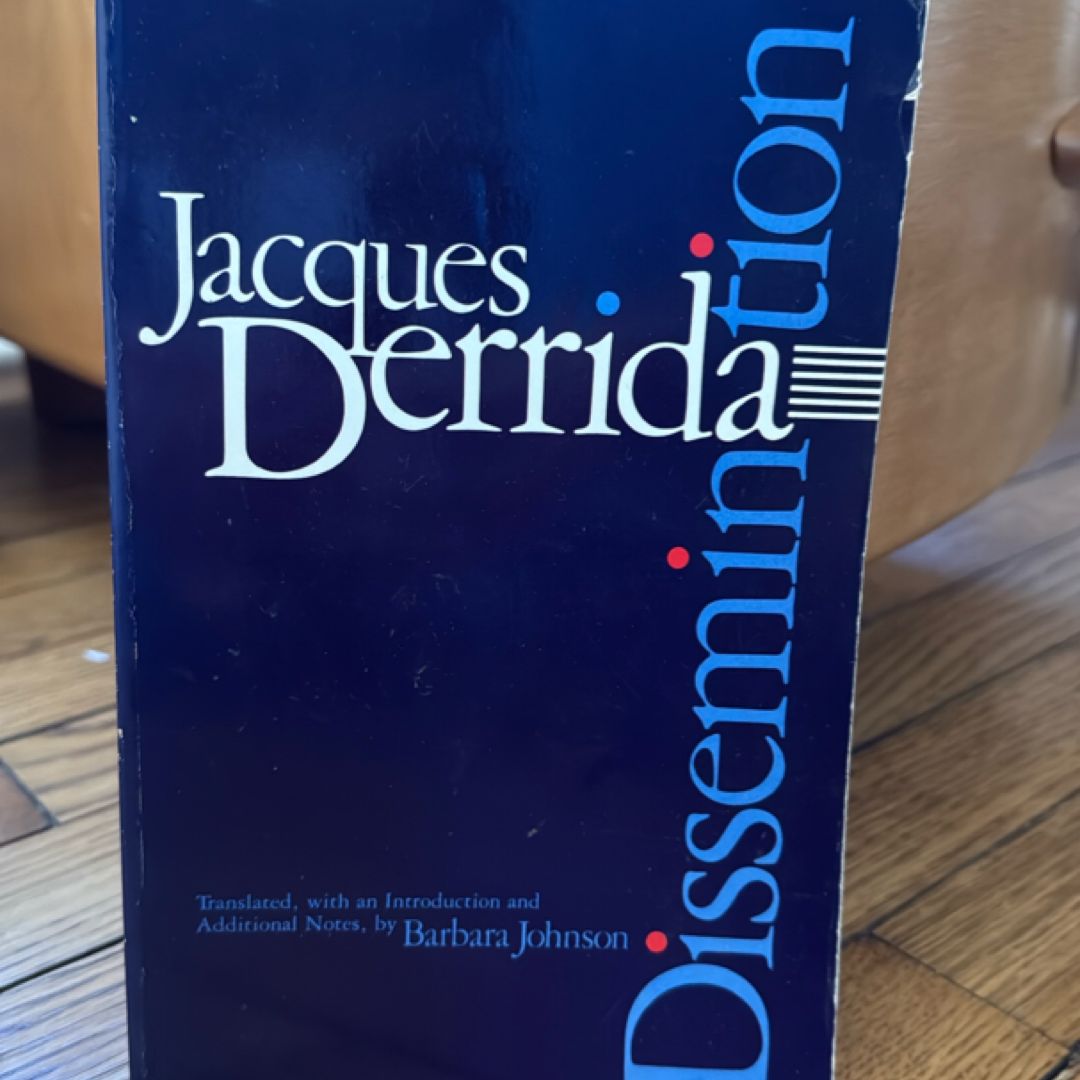 Jacques
Derrida
Dissemination
Translated, with an Introduction and
Additional Notes, by Barbara Johnson